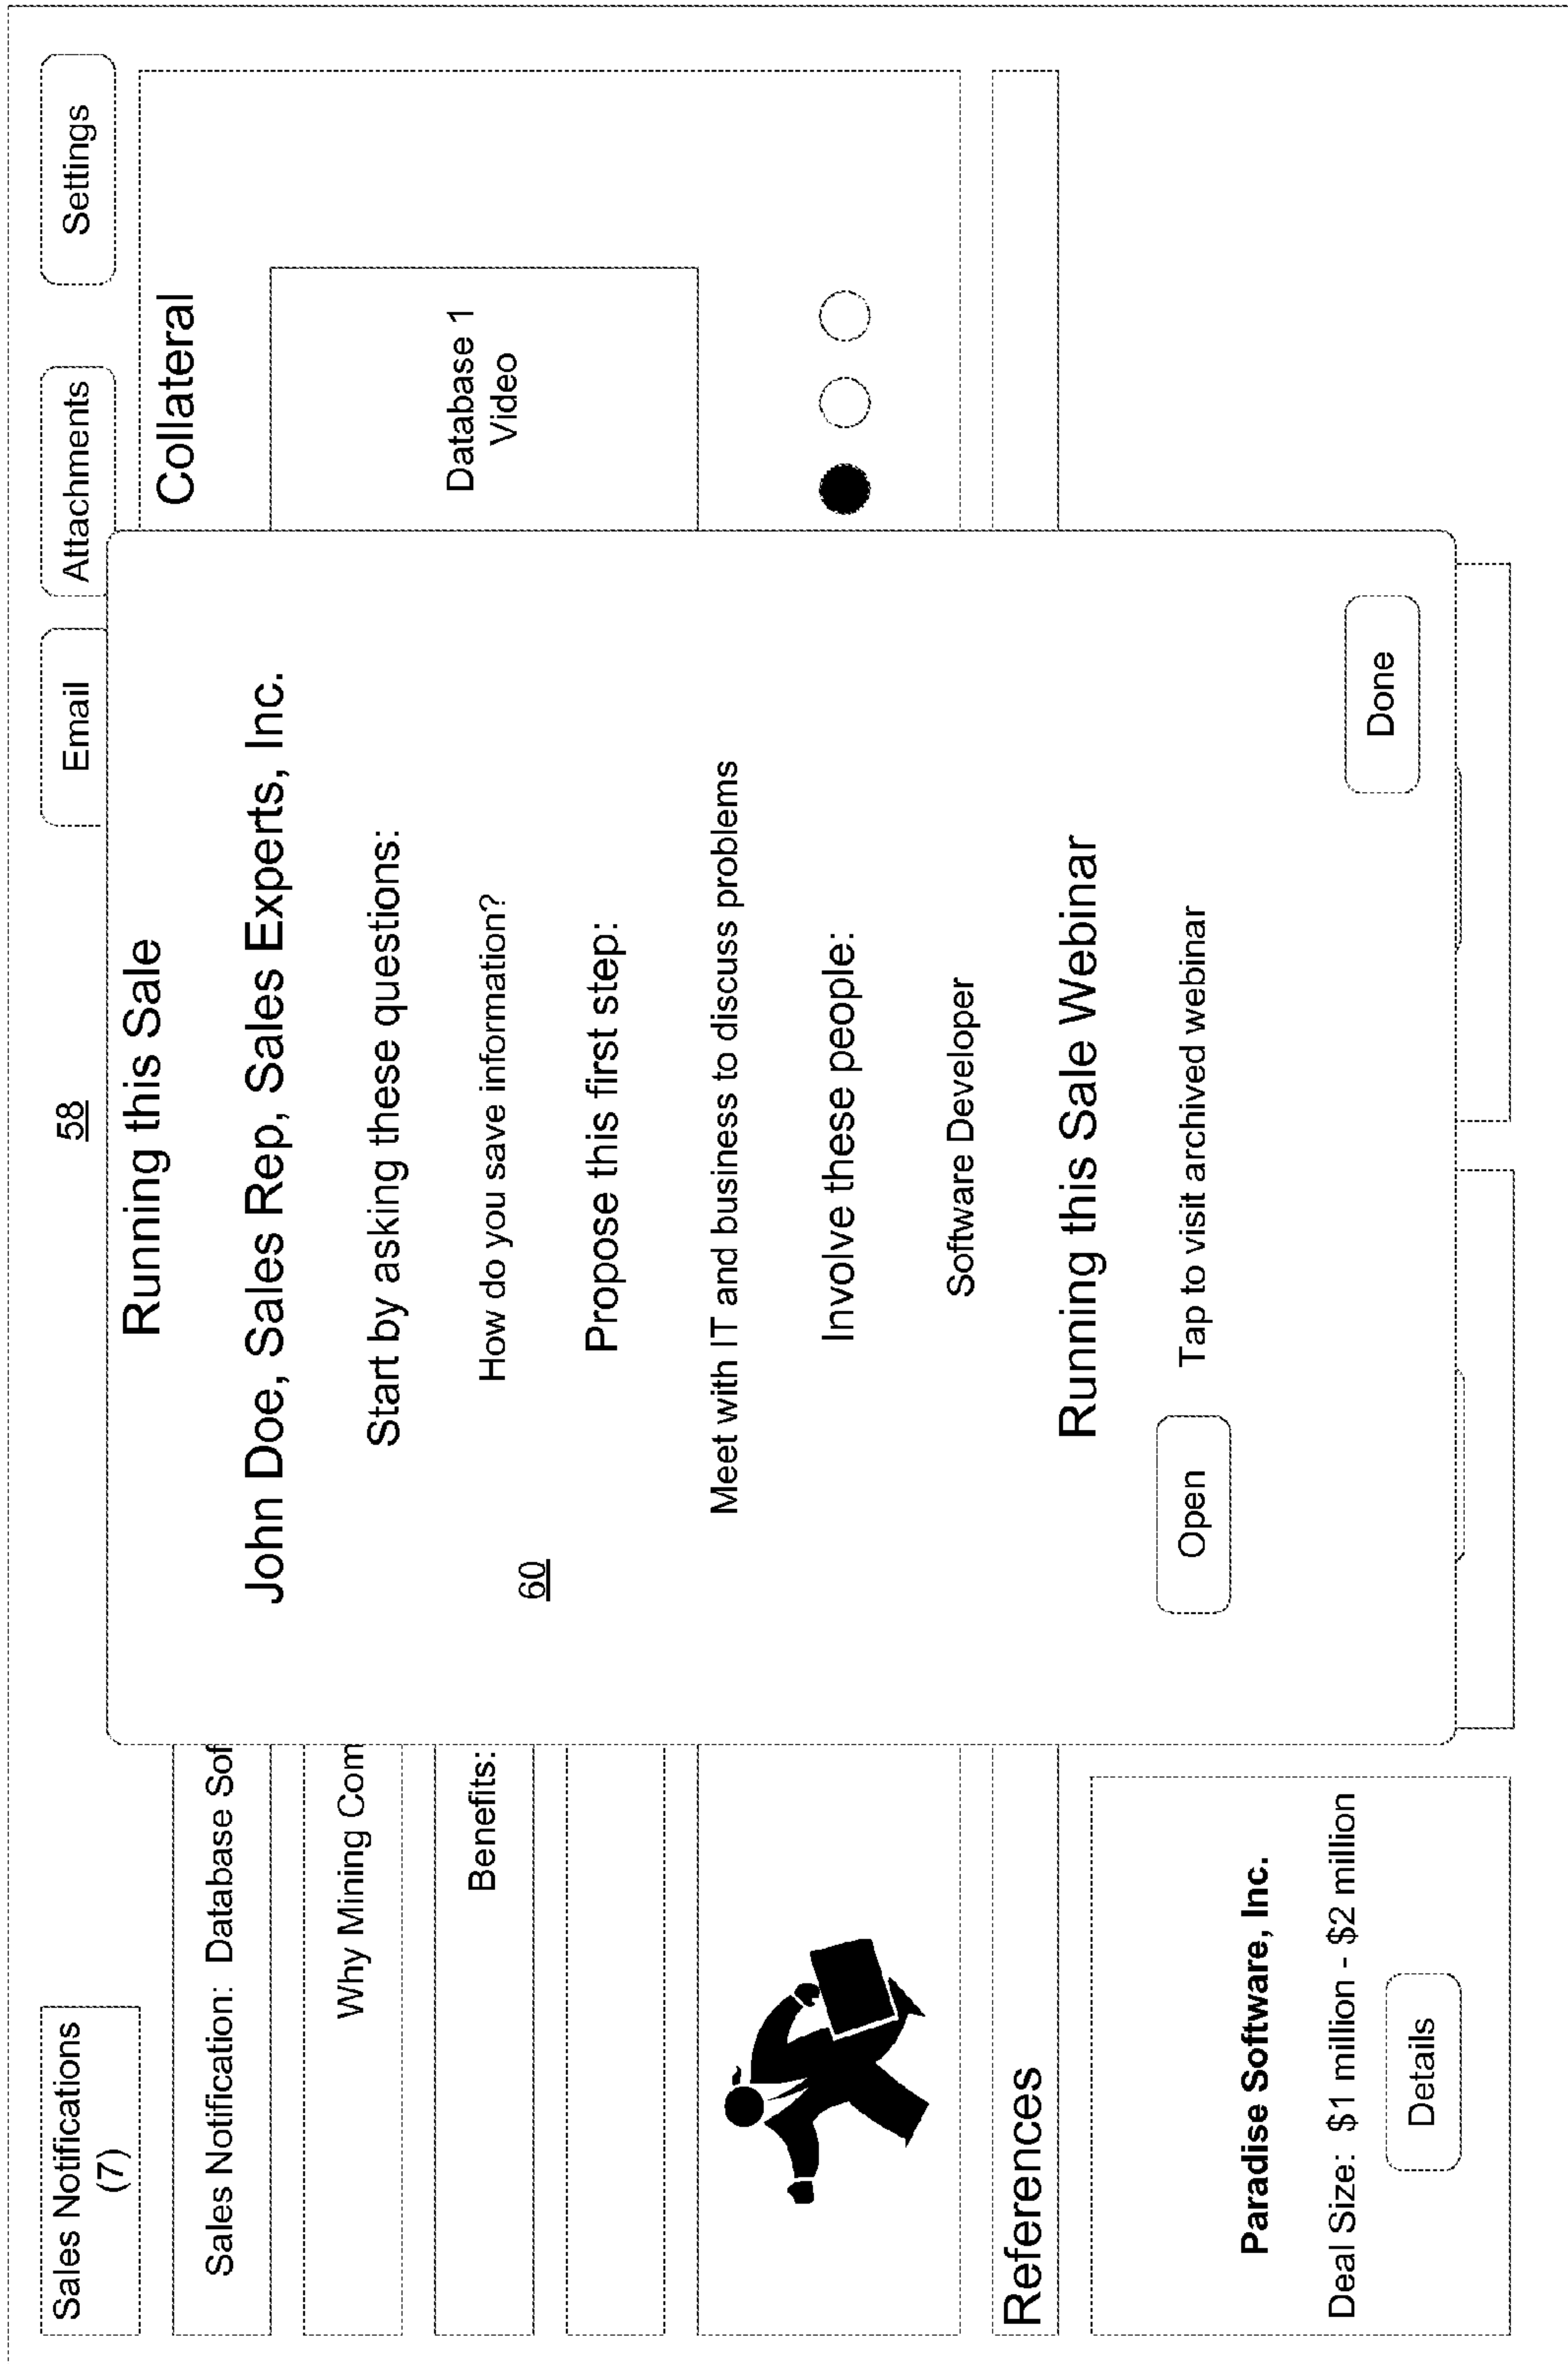 Sales Notifications
(7)
58
Email
Attachments
Settings
Sales Notification:  Database Sof
Why Mining Com
Benefits:
Running this Sale
John Doe, Sales Rep, Sales Experts, Inc.
Start by asking these questions:
How do you save information?
60
Propose this first step:
Meet with IT and business to discuss problems
Involve these people:
Software Developer
Running this Sale Webinar
Open
Tap to visit archived webinar
Done
Collateral
Database 1
Video
References
Paradise Software, Inc.
Deal Size:  $1 million - $2 million
Details